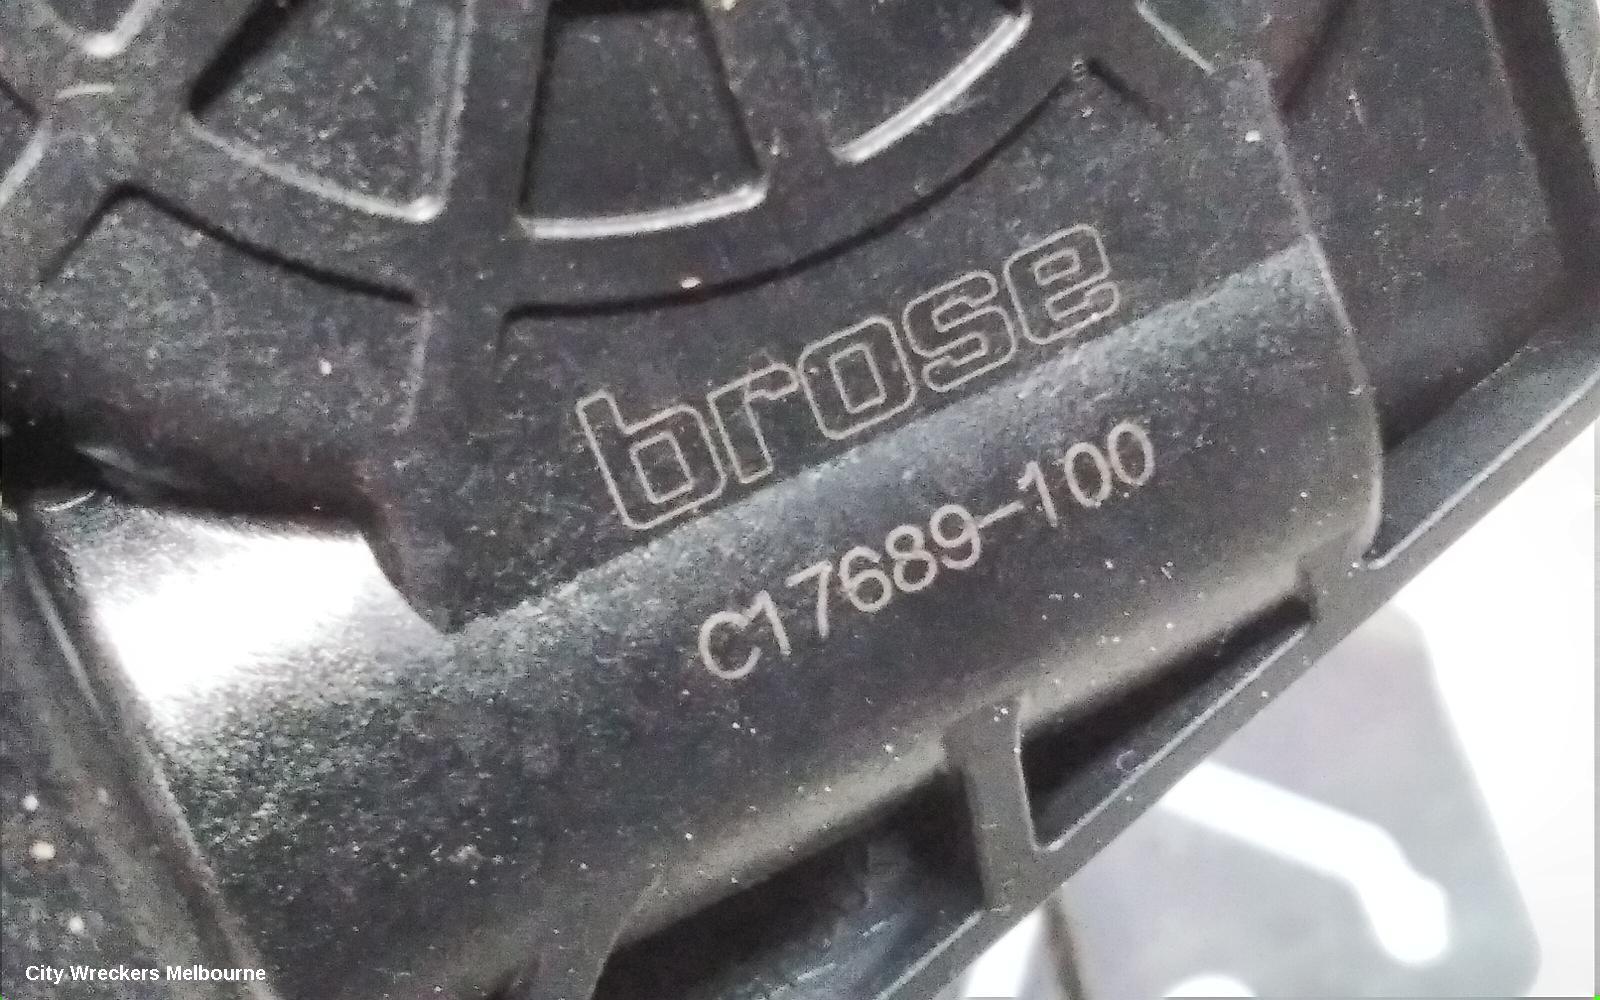 brose
C17689-100
City Wreckers Melbourne